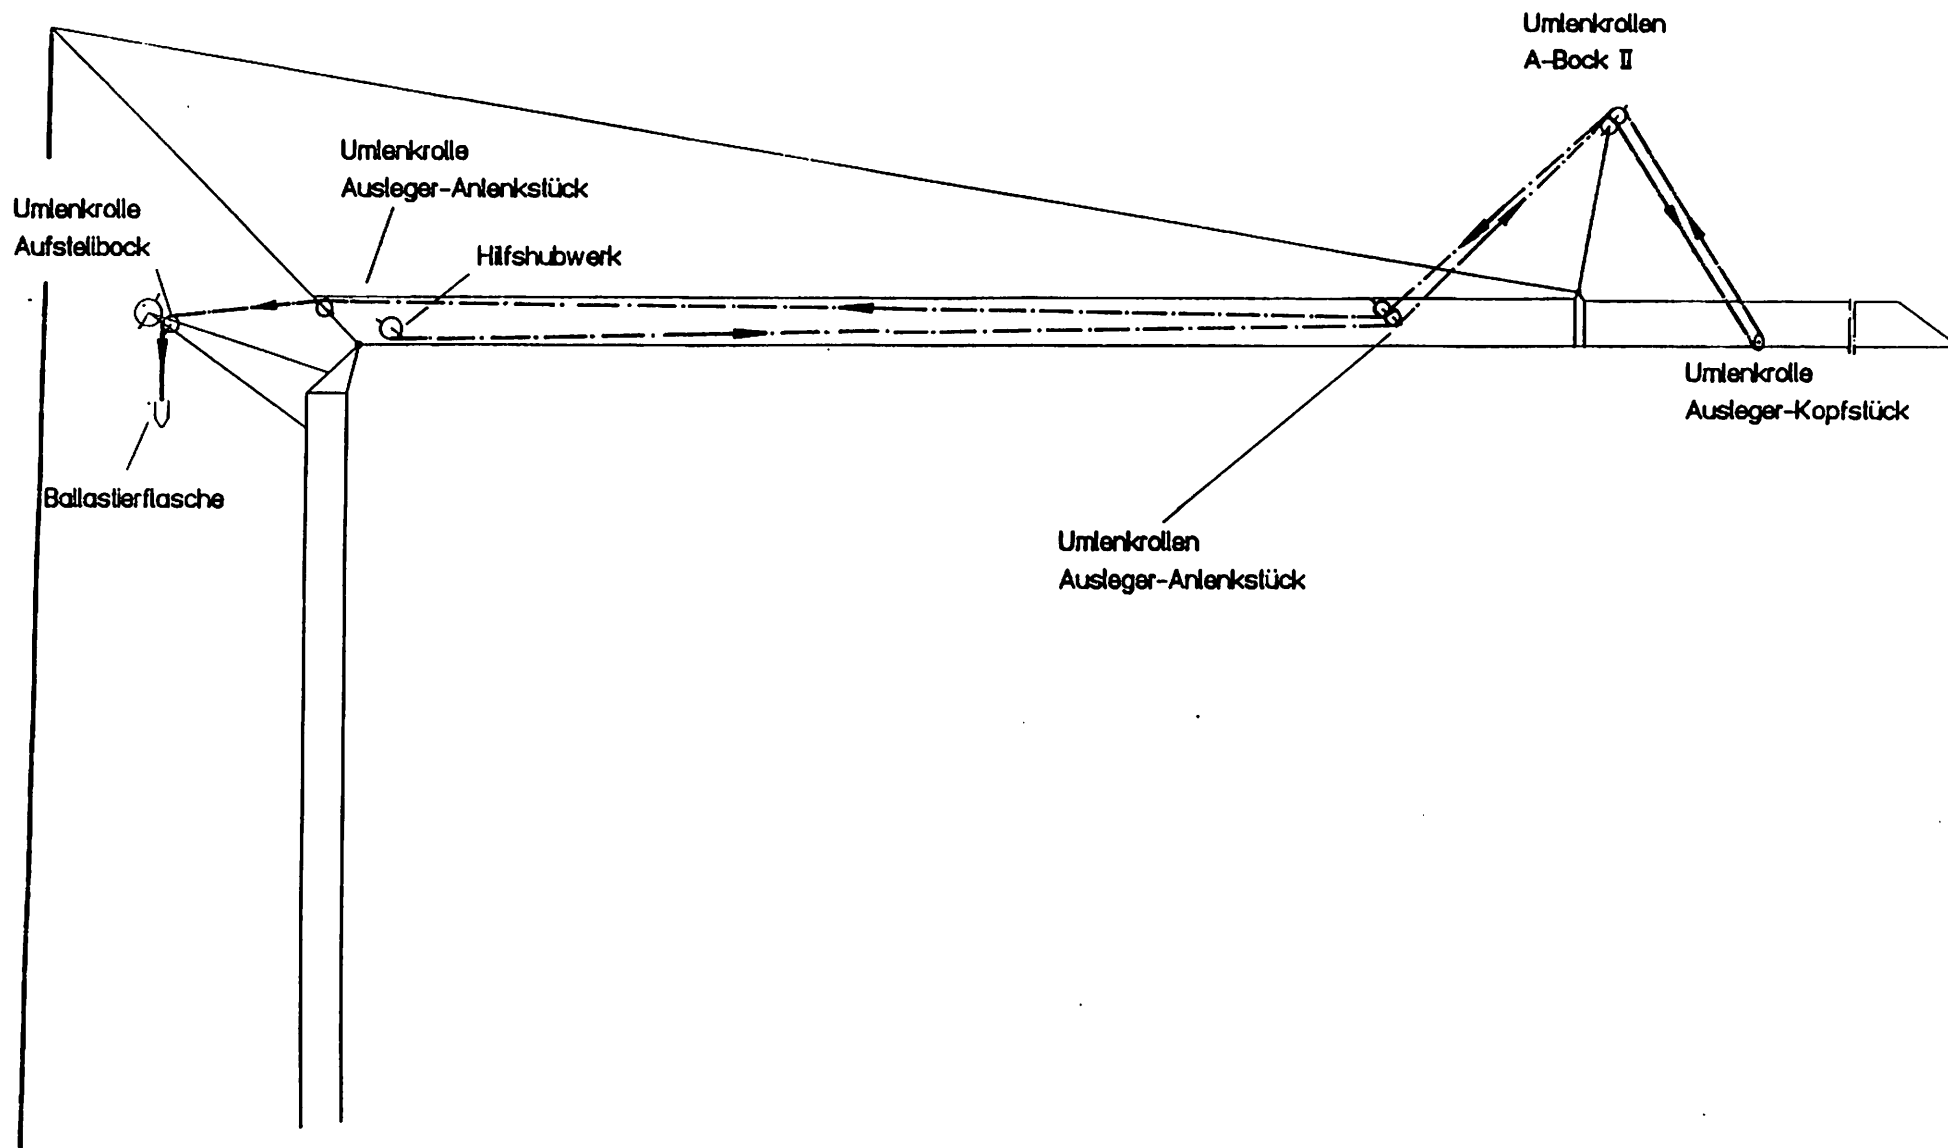 Umlenkrollen
A-Bock II
Umlenkrolle
Ausleger-Anlenkstück
Umlenkrolle
Aufstellbock
Hilfshubwerk
Umlenkrolle
Ausleger-Kopfstück
Ballastierflasche
Umlenkrollen
Ausleger-Anlenkstück